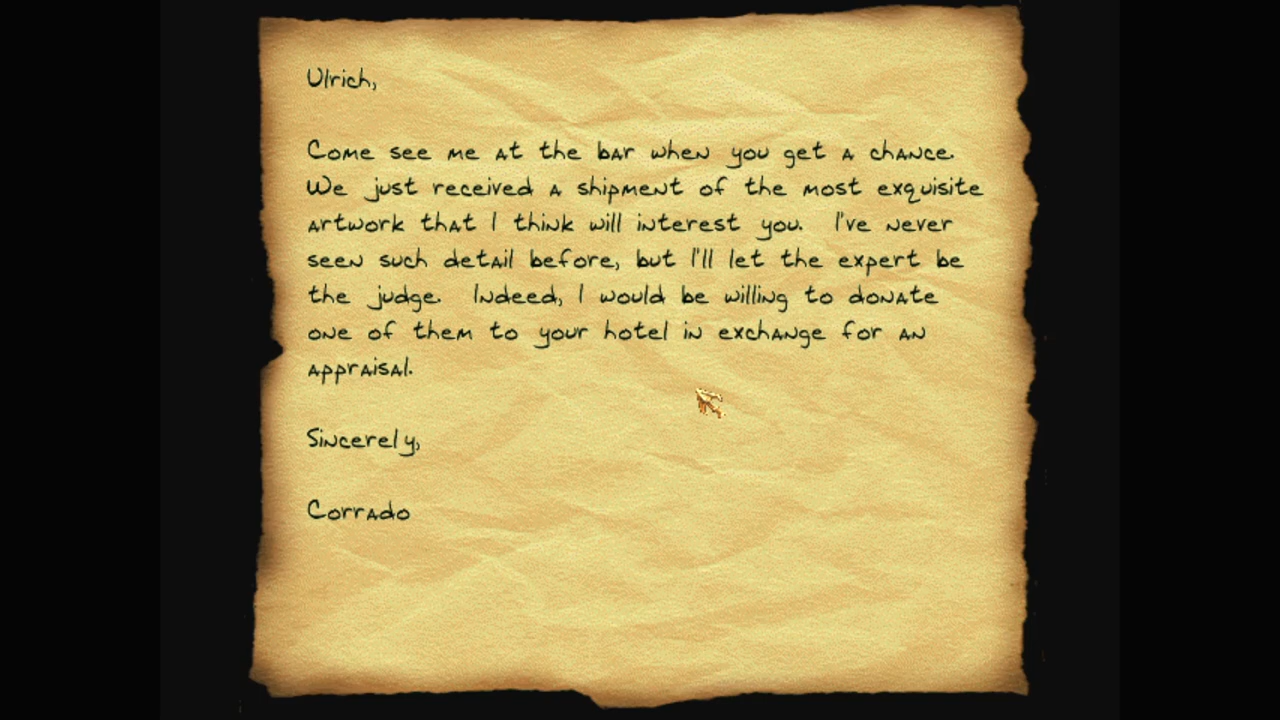 Ulrich,
Come see me at the bar when you get a chance.
We just received a shipment of the most exquisite
artwork that I think will interest you. I've never
seen such detail before, but I'll let the expert be
the judge. Indeed, I would be willing to donate
one of them to your hotel in exchange for an
appraisal.
Sincerely,
Corrado